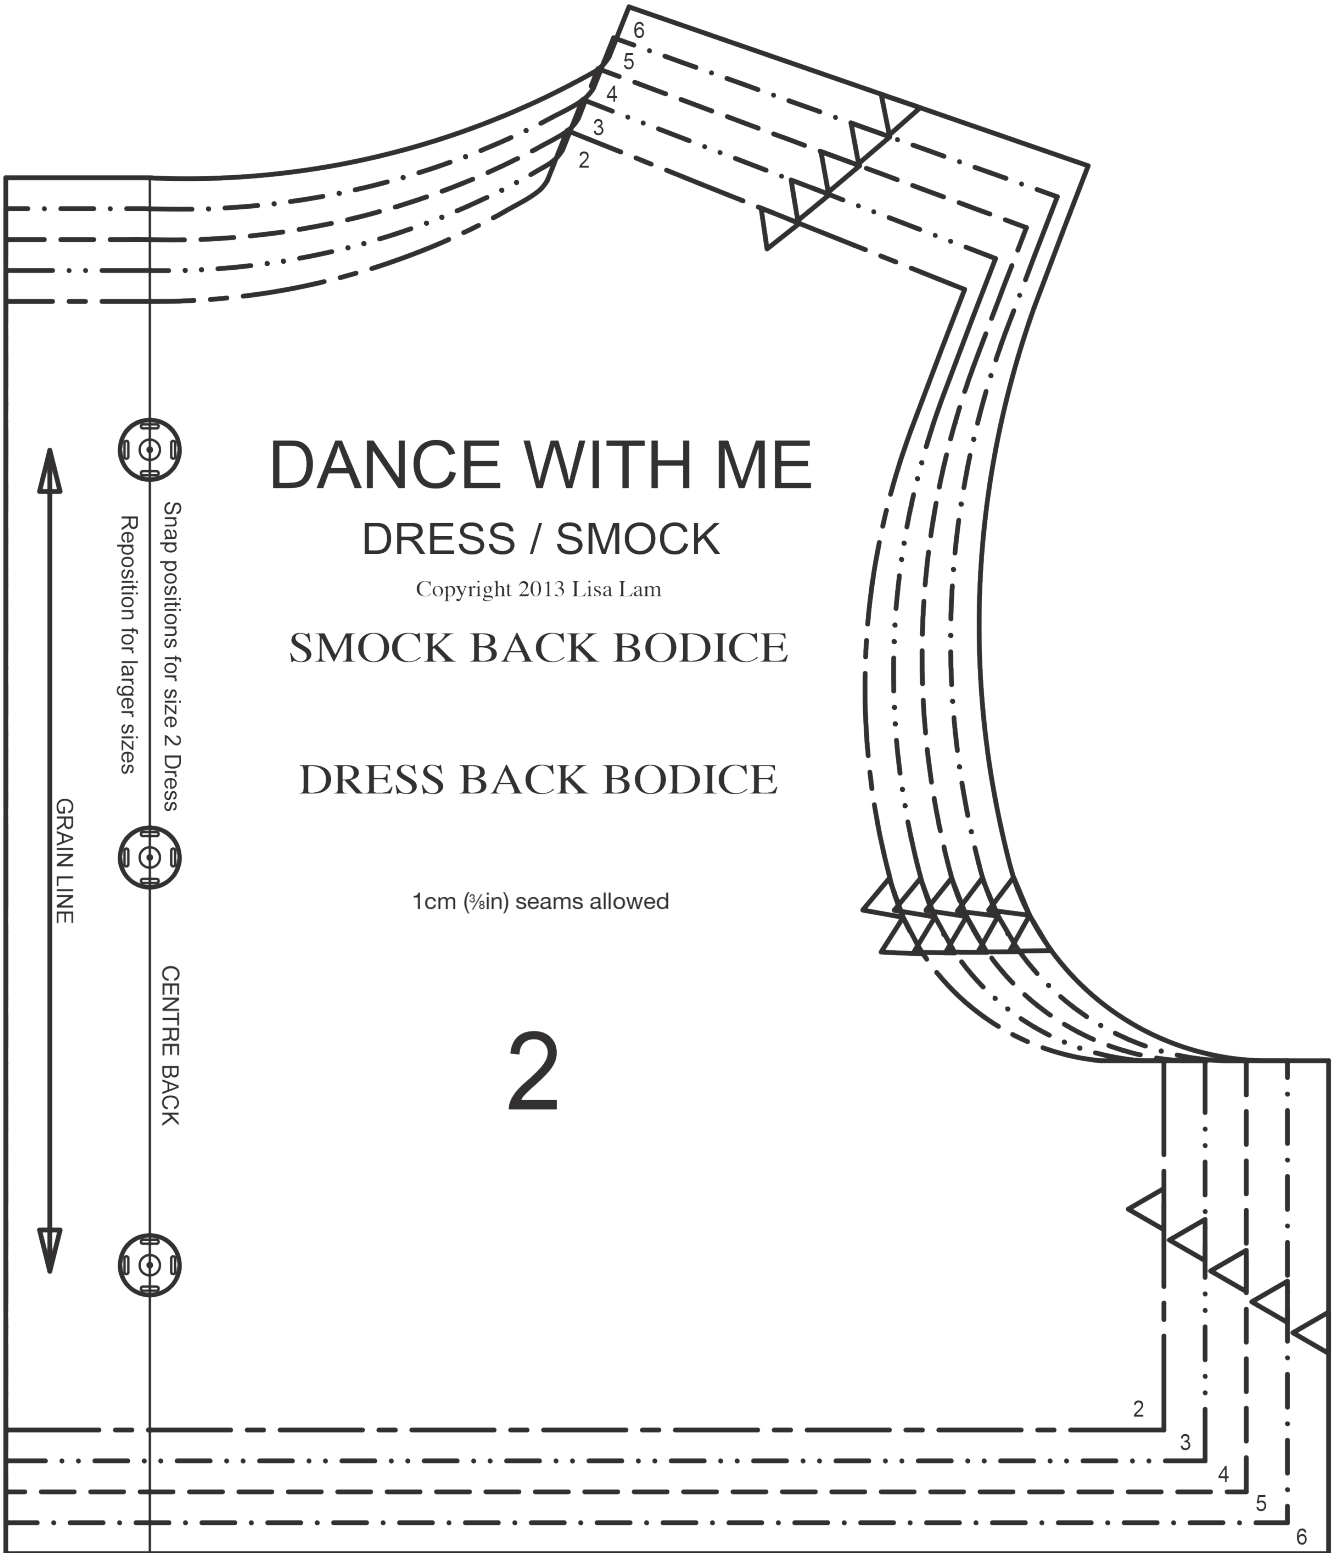 6
5
4
3
2
DANCE WITH ME
DRESS / SMOCK
Copyright 2013 Lisa Lam
SMOCK BACK BODICE
DRESS BACK BODICE
1cm (⅜in) seams allowed
2
Snap positions for size 2 Dress
Reposition for larger sizes
GRAIN LINE
CENTRE BACK
2
3
4
5
6